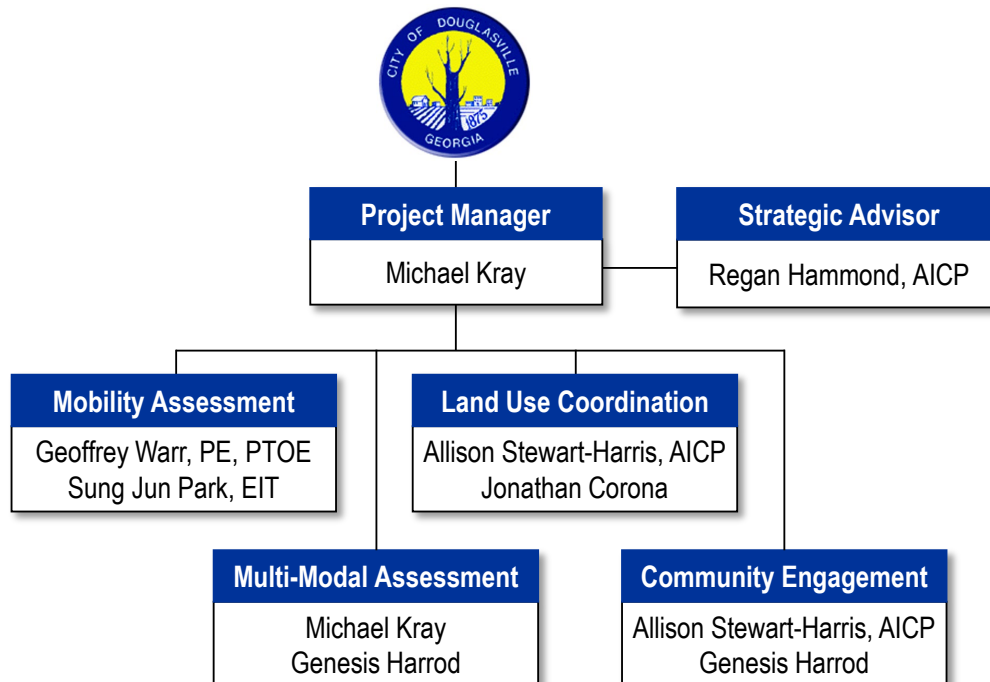 CITY OF DOUGLASVILLE
1875
GEORGIA
Project Manager
Michael Kray
Strategic Advisor
Regan Hammond, AICP
Mobility Assessment
Geoffrey Warr, PE, PTOE
Sung Jun Park, EIT
Land Use Coordination
Allison Stewart-Harris, AICP
Jonathan Corona
Multi-Modal Assessment
Michael Kray
Genesis Harrod
Community Engagement
Allison Stewart-Harris, AICP
Genesis Harrod